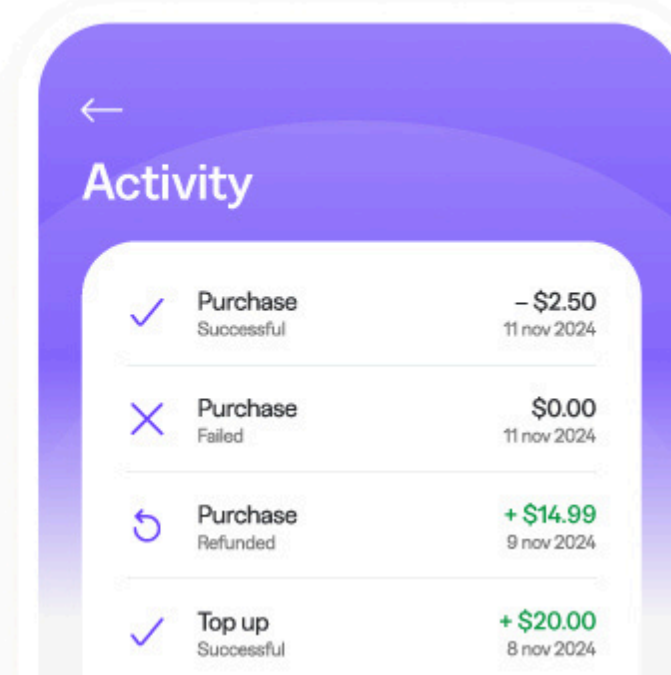 Activity
Purchase
– $2.50
Successful
11 nov 2024
Purchase
$0.00
Failed
11 nov 2024
Purchase
+ $14.99
Refunded
9 nov 2024
Top up
+ $20.00
Successful
8 nov 2024